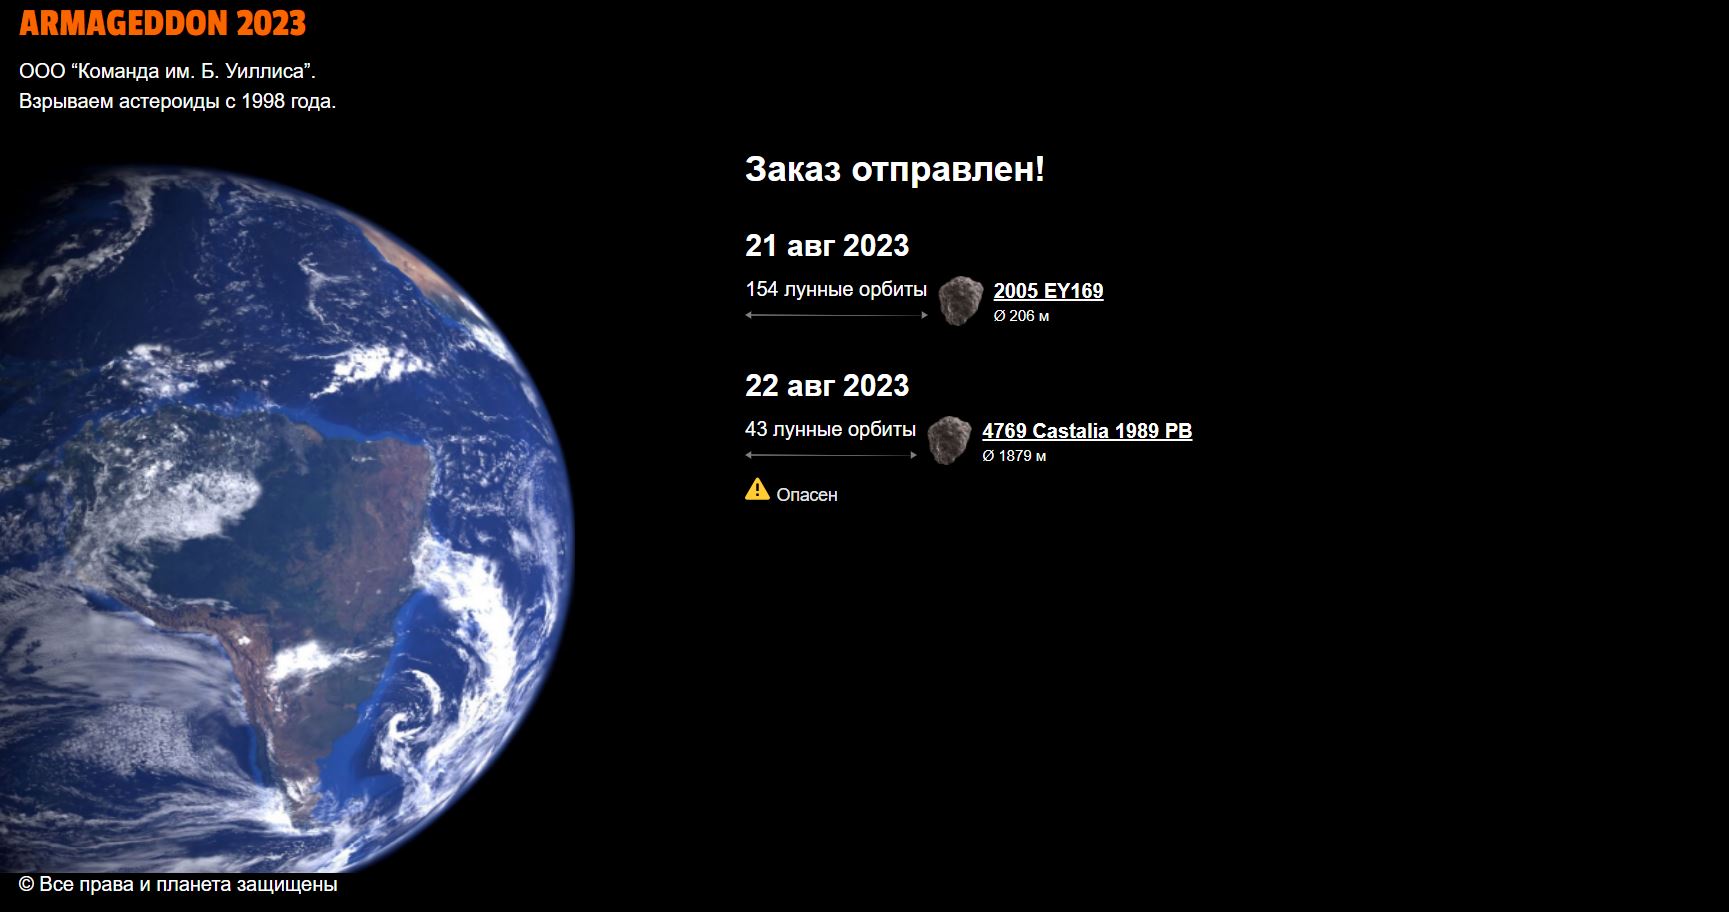 ARMAGEDDON 2023
ООО “Команда им. Б. Уиллиса”.
Взрываем астероиды с 1998 года.
Заказ отправлен!
21 авг 2023
154 лунные орбиты
2005 EY169
Ø 206 м
22 авг 2023
43 лунные орбиты
4769 Castalia 1989 PB
Ø 1879 м
Опасен
© Все права и планета защищены